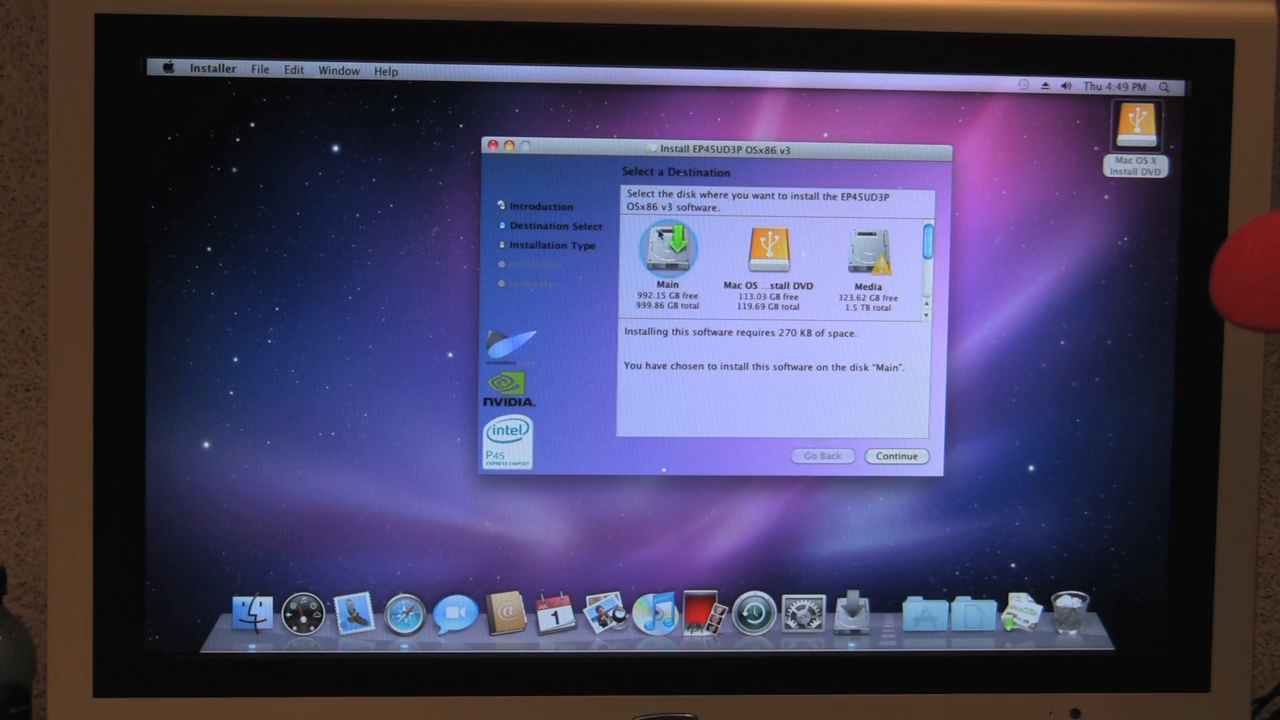 Installer File Edit Window Help
Thu 4:49 PM
Mac OS X
Install DVD
Install EP45UD3P OSx86 v3
Select a Destination
Introduction
Destination Select
Installation Type
Select the disk where you want to install the EP45UD3P
OSx86 v3 software.
Main
992.15 GB free
999.86 GB total
Mac OS ...stall DVD
113.03 GB free
119.69 GB total
Media
323.62 GB free
1.5 TB total
Installing this software requires 270 KB of space.
You have chosen to install this software on the disk "Main".
NVIDIA.
intel
P45
EXPRESS CHIPSET
Go Back
Continue
1